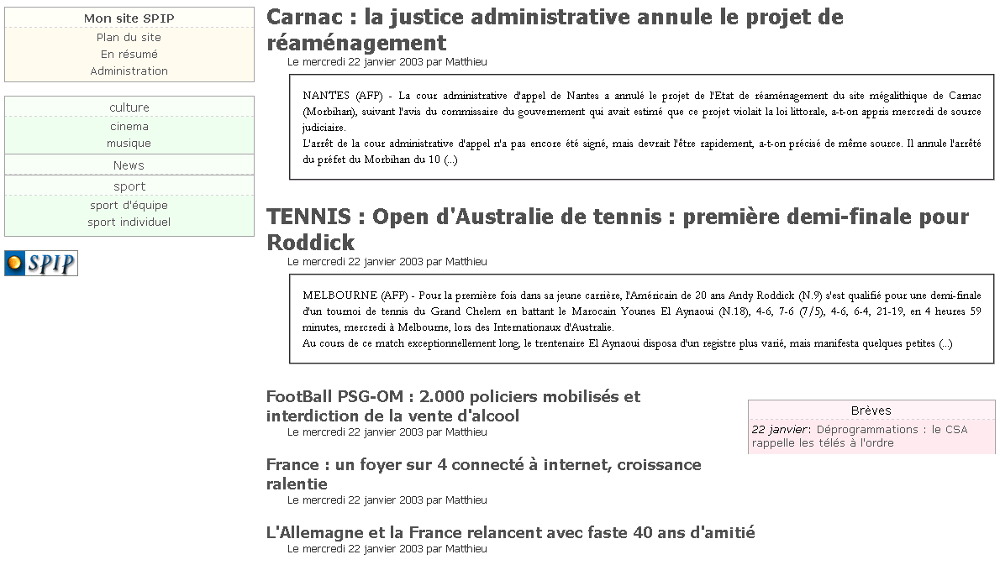 Mon site SPIP
Plan du site
En résumé
Administration
culture
cinema
musique
News
sport
sport d'équipe
sport individuel
SPIP
Carnac : la justice administrative annule le projet de
réaménagement
Le mercredi 22 janvier 2003 par Matthieu
NANTES (AFP) - La cour administrative d'appel de Nantes a annulé le projet de l'Etat de réaménagement du site mégalithique de Carnac
(Morbihan), suivant l'avis du commissaire du gouvernement qui avait estimé que ce projet violait la loi littorale, a-t-on appris mercredi de source
judiciaire.
L'arrêt de la cour administrative d'appel n'a pas encore été signé, mais devrait l'être rapidement, a-t-on précisé de même source. Il annule l'arrêté
du préfet du Morbihan du 10 (...)
TENNIS : Open d'Australie de tennis : première demi-finale pour
Roddick
Le mercredi 22 janvier 2003 par Matthieu
MELBOURNE (AFP) - Pour la première fois dans sa jeune carrière, l'Américain de 20 ans Andy Roddick (N.9) s'est qualifié pour une demi-finale
d'un tournoi de tennis du Grand Chelem en battant le Marocain Younes El Aynaoui (N.18), 4-6, 7-6 (7/5), 4-6, 6-4, 21-19, en 4 heures 59
minutes, mercredi à Melbourne, lors des Internationaux d'Australie.
Au cours de ce match exceptionnellement long, le trentenaire El Aynaoui disposa d'un registre plus varié, mais manifesta quelques petites (...)
FootBall PSG-OM : 2.000 policiers mobilisés et
interdiction de la vente d'alcool
Le mercredi 22 janvier 2003 par Matthieu
France : un foyer sur 4 connecté à internet, croissance
ralentie
Le mercredi 22 janvier 2003 par Matthieu
L'Allemagne et la France relancent avec faste 40 ans d'amitié
Le mercredi 22 janvier 2003 par Matthieu
Brèves
22 janvier: Déprogrammations : le CSA
rappelle les télés à l'ordre